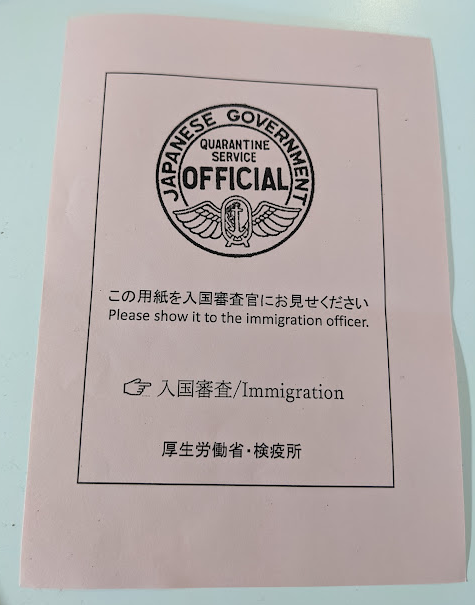 JAPANESE GOVERNMENT
QUARANTINE
SERVICE
OFFICIAL
この用紙を入国審査官にお見せください
Please show it to the immigration officer.
☞ 入国審査/Immigration
厚生労働省・検疫所